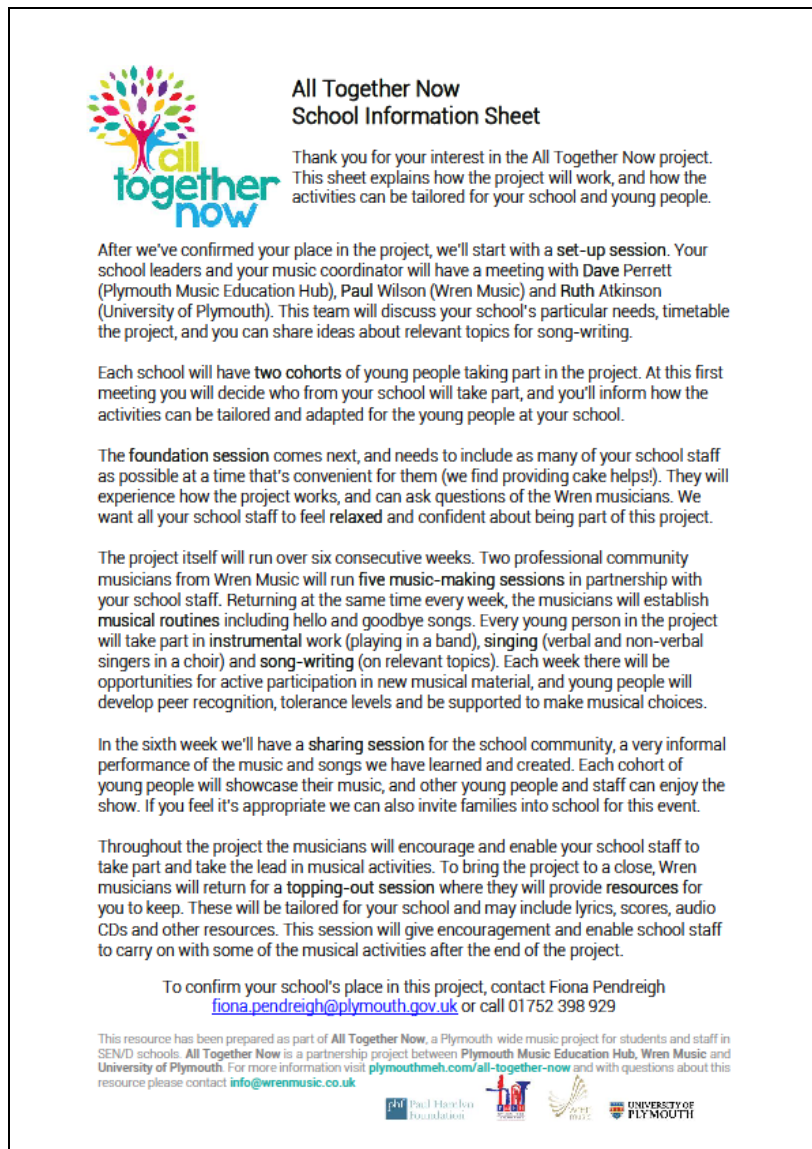 all
together
now
All Together Now
School Information Sheet
Thank you for your interest in the All Together Now project.
This sheet explains how the project will work, and how the
activities can be tailored for your school and young people.
After we've confirmed your place in the project, we'll start with a set-up session. Your
school leaders and your music coordinator will have a meeting with Dave Perrett
(Plymouth Music Education Hub), Paul Wilson (Wren Music) and Ruth Atkinson
(University of Plymouth). This team will discuss your school's particular needs, timetable
the project, and you can share ideas about relevant topics for song-writing.
Each school will have two cohorts of young people taking part in the project. At this first
meeting you will decide who from your school will take part, and you'll inform how the
activities can be tailored and adapted for the young people at your school.
The foundation session comes next, and needs to include as many of your school staff
as possible at a time that's convenient for them (we find providing cake helps!). They will
experience how the project works, and can ask questions of the Wren musicians. We
want all your school staff to feel relaxed and confident about being part of this project.
The project itself will run over six consecutive weeks. Two professional community
musicians from Wren Music will run five music-making sessions in partnership with
your school staff. Returning at the same time every week, the musicians will establish
musical routines including hello and goodbye songs. Every young person in the project
will take part in instrumental work (playing in a band), singing (verbal and non-verbal
singers in a choir) and song-writing (on relevant topics). Each week there will be
opportunities for active participation in new musical material, and young people will
develop peer recognition, tolerance levels and be supported to make musical choices.
In the sixth week we'll have a sharing session for the school community, a very informal
performance of the music and songs we have learned and created. Each cohort of
young people will showcase their music, and other young people and staff can enjoy the
show. If you feel it's appropriate we can also invite families into school for this event.
Throughout the project the musicians will encourage and enable your school staff to
take part and take the lead in musical activities. To bring the project to a close, Wren
musicians will return for a topping-out session where they will provide resources for
you to keep. These will be tailored for your school and may include lyrics, scores, audio
CDs and other resources. This session will give encouragement and enable school staff
to carry on with some of the musical activities after the end of the project.
To confirm your school's place in this project, contact Fiona Pendreigh
fiona.pendreigh@plymouth.gov.uk or call 01752 398 929
This resource has been prepared as part of All Together Now, a Plymouth wide music project for students and staff in
SEN/D schools. All Together Now is a partnership project between Plymouth Music Education Hub, Wren Music and
University of Plymouth. For more information visit plymouthmeh.com/all-together-now and with questions about this
resource please contact info@wrenmusic.co.uk
phf Paul Hamlyn
Foundation
UNIVERSITY OF
PLYMOUTH